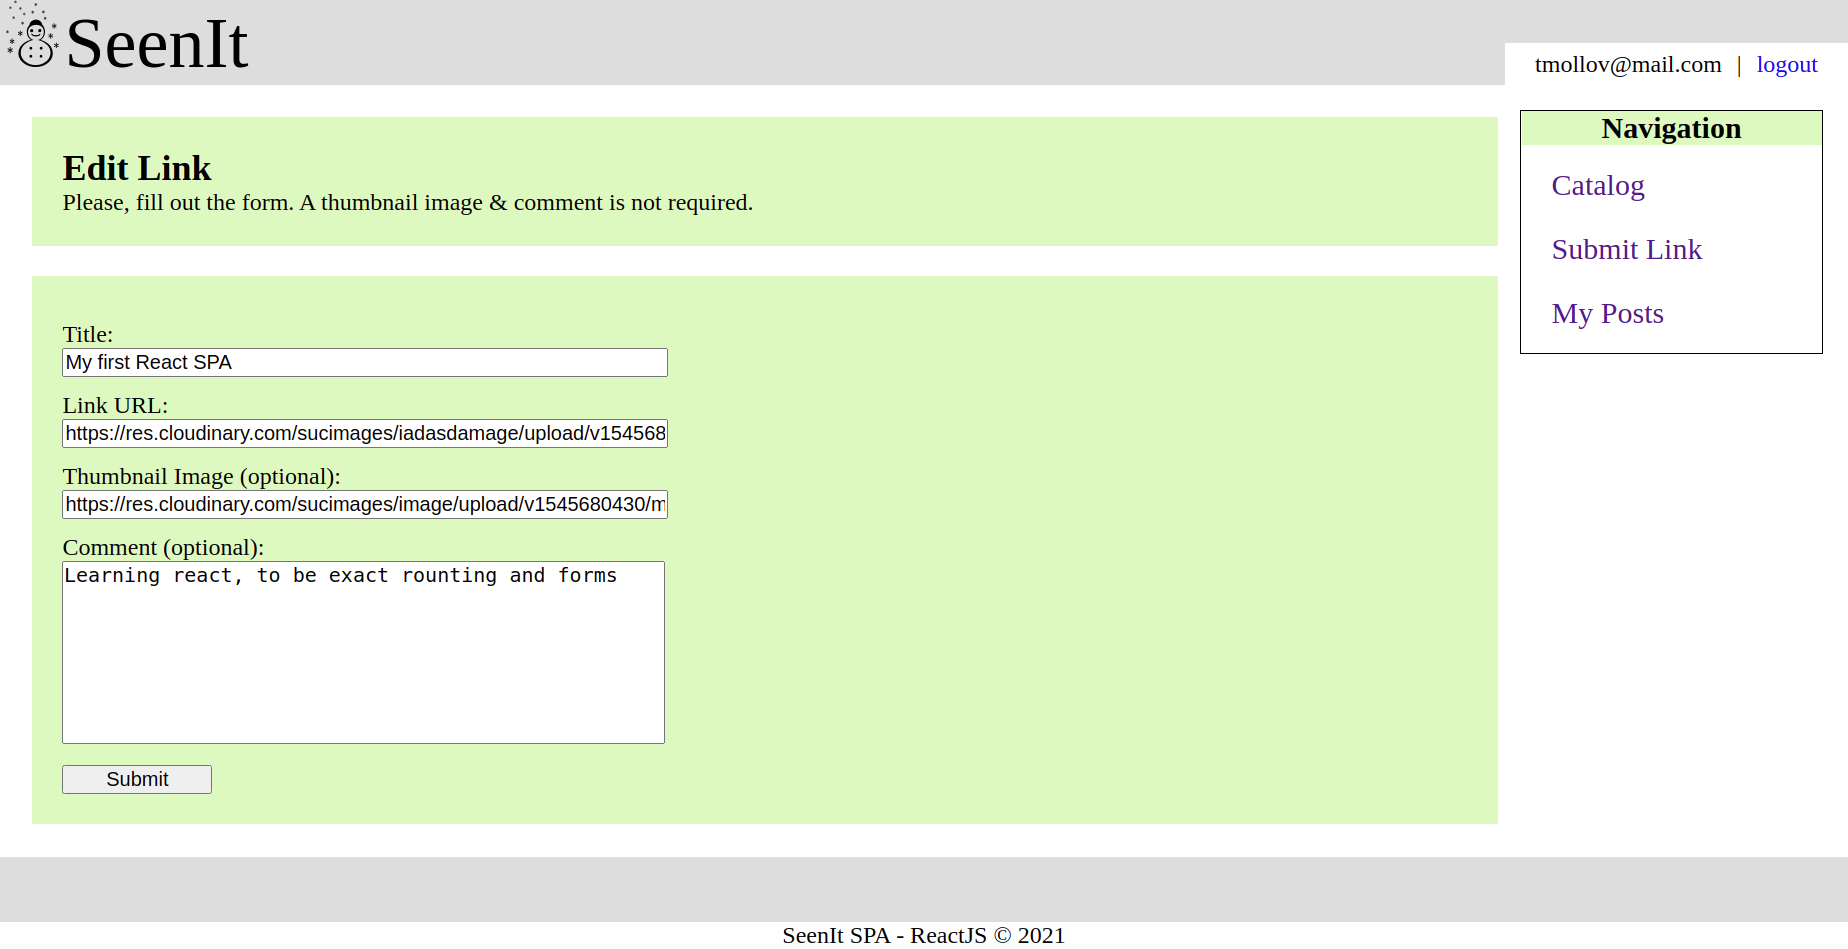 SeenIt
tmollov@mail.com | logout
Edit Link
Please, fill out the form. A thumbnail image & comment is not required.
Navigation
Catalog
Submit Link
My Posts
Title:
My first React SPA
Link URL:
https://res.cloudinary.com/sucimages/iadasdamage/upload/v154568
Thumbnail Image (optional):
https://res.cloudinary.com/sucimages/image/upload/v1545680430/m
Comment (optional):
Learning react, to be exact rounting and forms
Submit
SeenIt SPA - ReactJS © 2021